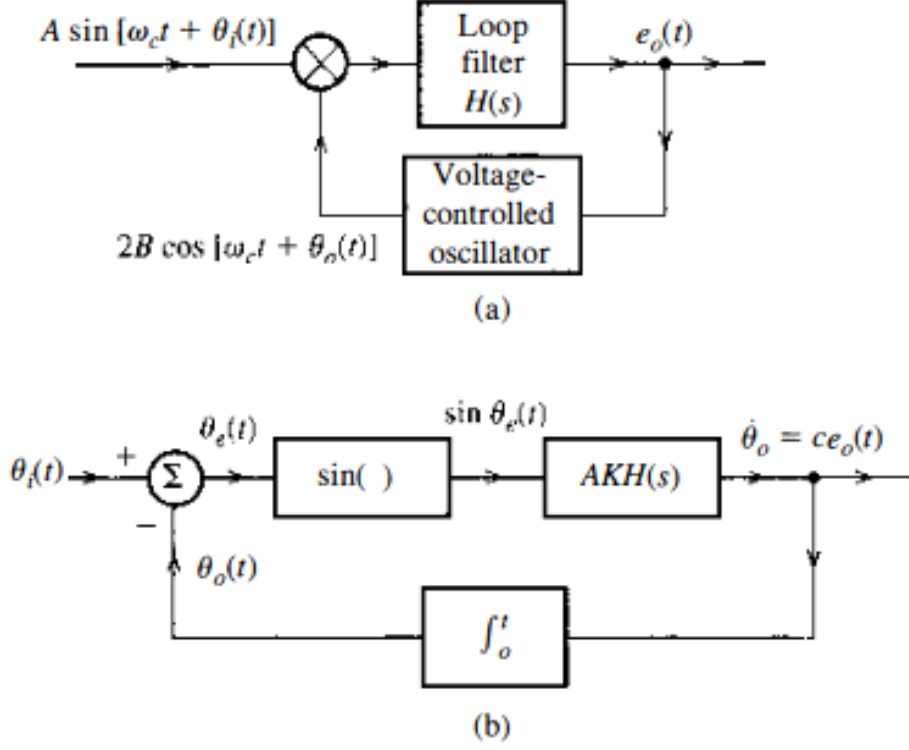 A sin [ω_c t + θ_i(t)]
Loop
filter
H(s)
e_o(t)
Voltage-
controlled
oscillator
2B cos [ω_c t + θ_o(t)]
(a)
θ_i(t)
+
Σ
−
θ_e(t)
sin( )
sin θ_e(t)
AKH(s)
θ̇_o = ce_o(t)
θ_o(t)
∫_o^t
(b)